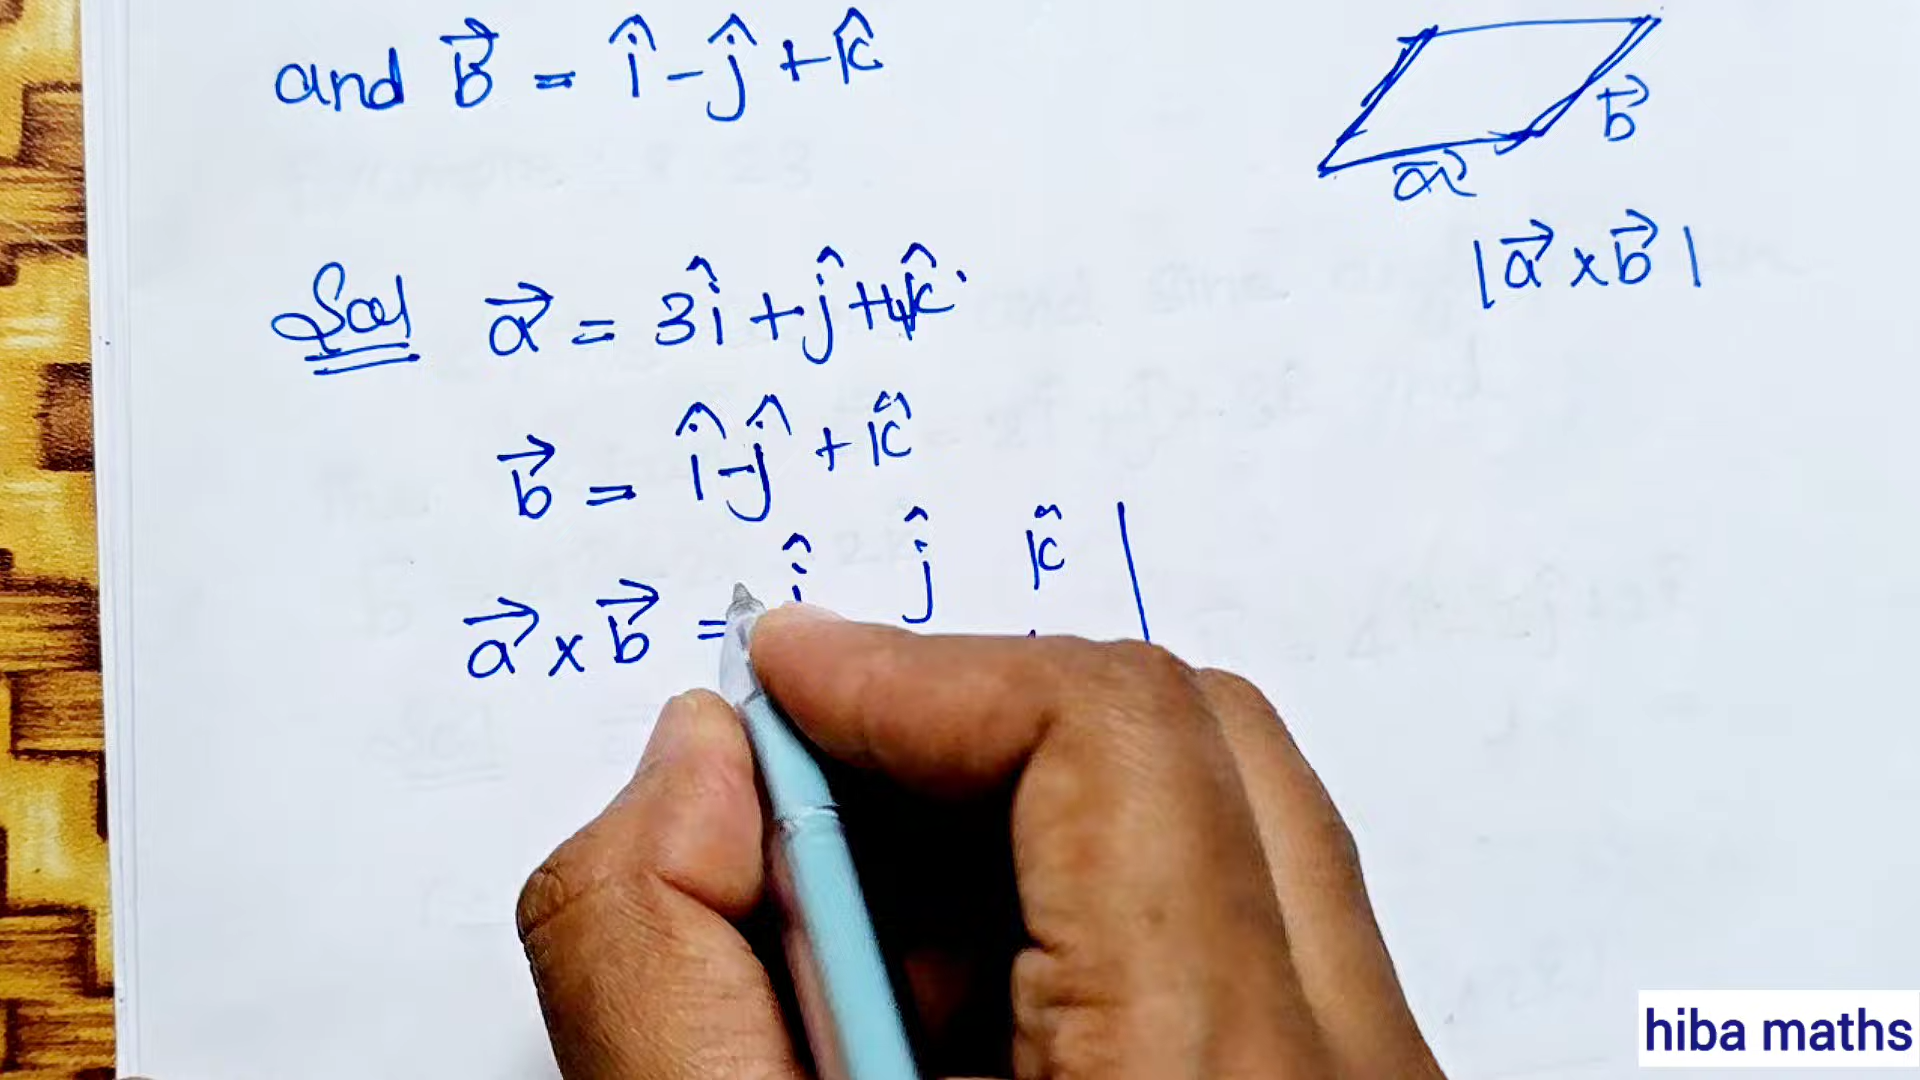 and b⃗ = î - ĵ + k̂
a⃗
b⃗
|a⃗ × b⃗|
Sol a⃗ = 3î + ĵ + 4k̂.
b⃗ = î - ĵ + k̂
î ĵ k̂
a⃗ × b⃗ =
hiba maths